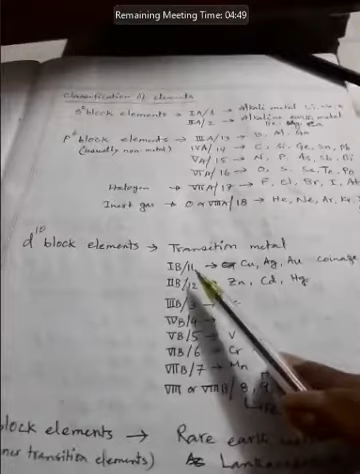 Remaining Meeting Time: 04:49
Classification of elements
block elements → IA/1 → Alkali metal
IIA/2 → Alkaline earth metal
block elements → IIIA/13 → B, Al, Ga
(usually non-metal) IVA/14 → C, Si, Ge, Sn, Pb
VA/15 → N, P, As, Sb, Bi
VIA/16 → O, S, Se, Te, Po
Halogen → VIIA/17 → F, Cl, Br, I, At
Inert gas → 0 or VIIIA/18 → He, Ne, Ar, Kr,
d¹⁰ block elements → Transition metal
IB/11 → Cu, Ag, Au coinage
IIB/12 Zn, Cd, Hg
IIIB/3 →
IVB/4 →
VB/5 → V
VIB/6 → Cr
VIIB/7 → Mn
VIII or VIIIB/8, 9,
block elements → Rare earth
ner transition elements)